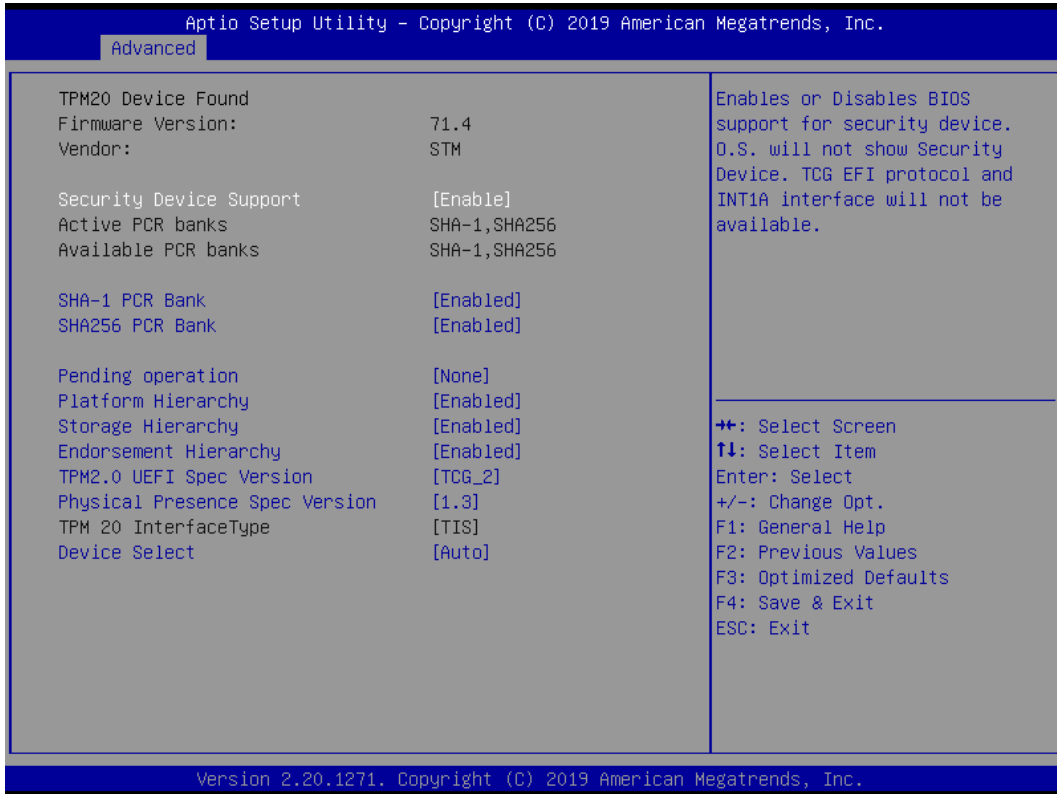 Aptio Setup Utility – Copyright (C) 2019 American Megatrends, Inc.
Advanced
TPM20 Device Found
Firmware Version: 71.4
Vendor: STM
Security Device Support [Enable]
Active PCR banks SHA-1,SHA256
Available PCR banks SHA-1,SHA256
SHA-1 PCR Bank [Enabled]
SHA256 PCR Bank [Enabled]
Pending operation [None]
Platform Hierarchy [Enabled]
Storage Hierarchy [Enabled]
Endorsement Hierarchy [Enabled]
TPM2.0 UEFI Spec Version [TCG_2]
Physical Presence Spec Version [1.3]
TPM 20 InterfaceType [TIS]
Device Select [Auto]
Enables or Disables BIOS
support for security device.
O.S. will not show Security
Device. TCG EFI protocol and
INT1A interface will not be
available.
→←: Select Screen
↑↓: Select Item
Enter: Select
+/-: Change Opt.
F1: General Help
F2: Previous Values
F3: Optimized Defaults
F4: Save & Exit
ESC: Exit
Version 2.20.1271. Copyright (C) 2019 American Megatrends, Inc.